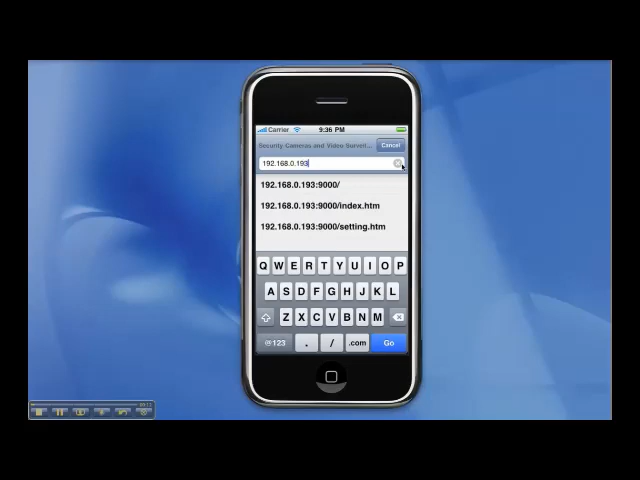 Carrier 9:36 PM
Security Cameras and Video Surveil... Cancel
192.168.0.193
192.168.0.193:9000/
192.168.0.193:9000/index.htm
192.168.0.193:9000/setting.htm
Q W E R T Y U I O P
A S D F G H J K L
Z X C V B N M
@123 . / .com Go